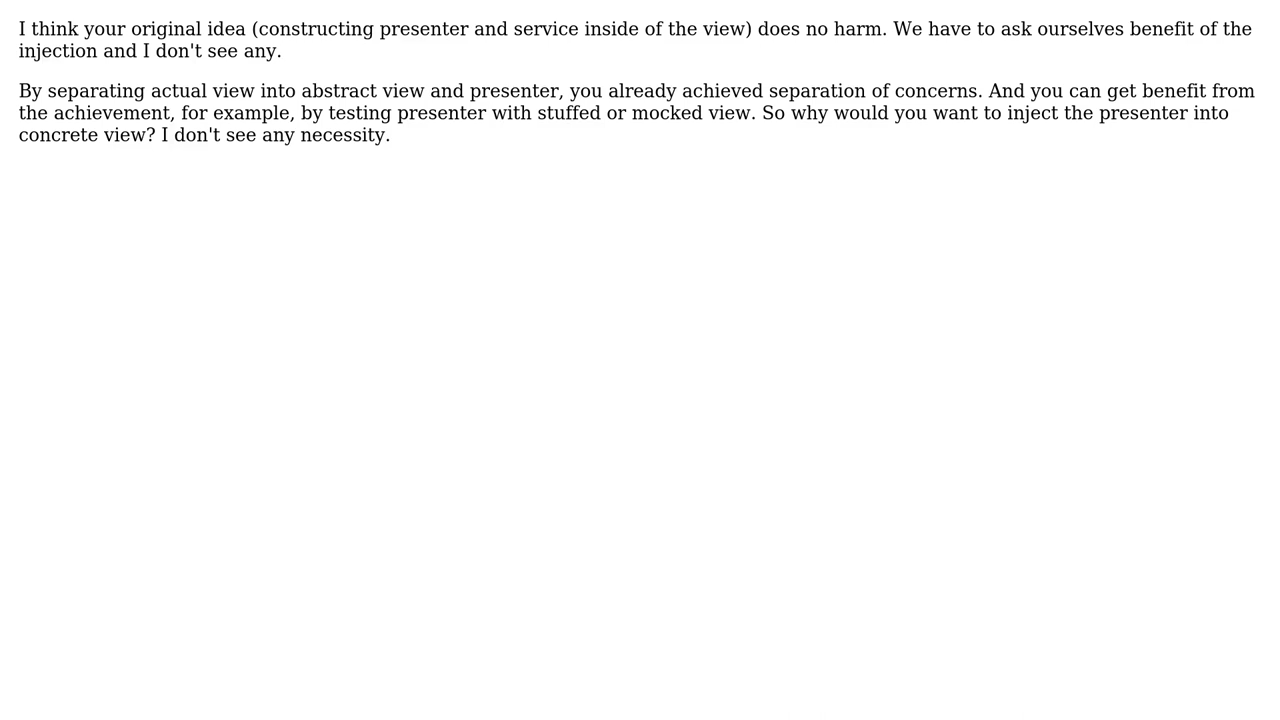 I think your original idea (constructing presenter and service inside of the view) does no harm. We have to ask ourselves benefit of the
injection and I don't see any.
By separating actual view into abstract view and presenter, you already achieved separation of concerns. And you can get benefit from
the achievement, for example, by testing presenter with stuffed or mocked view. So why would you want to inject the presenter into
concrete view? I don't see any necessity.